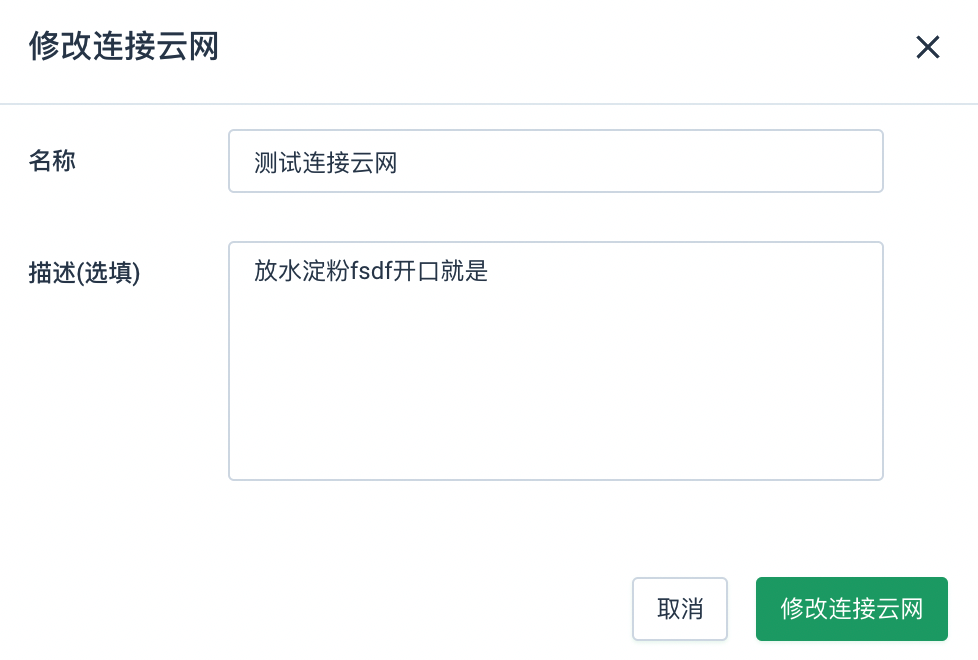 修改连接云网
名称
测试连接云网
描述(选填)
放水淀粉fsdf开口就是
取消
修改连接云网